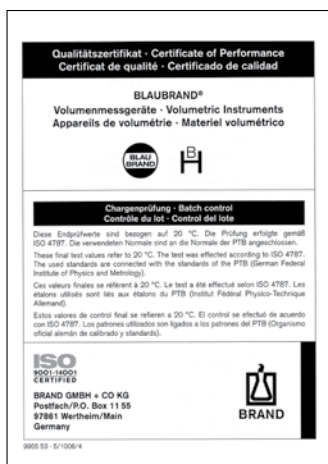 Qualitätszertifikat · Certificate of Performance
Certificat de qualité · Certificado de calidad
BLAUBRAND®
Volumenmessgeräte · Volumetric Instruments
Appareils de volumétrie · Materiel volumétrico
BLAU
BRAND
H
B
Chargenprüfung · Batch control
Contrôle du lot · Control del lote
Diese Endprüfwerte sind bezogen auf 20 °C. Die Prüfung erfolgte gemäß
ISO 4787. Die verwendeten Normale sind an die Normale der PTB angeschlossen.
These final test values refer to 20 °C. The test was effected according to ISO 4787.
The used standards are connected with the standards of the PTB (German Federal
Institute of Physics and Metrology).
Ces valeurs finales se réfèrent à 20 °C. Le test a été effectué selon ISO 4787. Les
étalons utilisés sont liés aux étalons du PTB (Institut Fédéral Physico-Technique
Allemand).
Estos valores de control final se refieren a 20 °C. El control se efectuó de acuerdo
con ISO 4787. Los patrones utilizados son ligados a los patrones del PTB (Organismo
oficial alemán de calibrado y standards).
ISO
9001·14001
CERTIFIED
BRAND GMBH + CO KG
Postfach/P.O. Box 11 55
97861 Wertheim/Main
Germany
BRAND
9955 53 · 5/1008/4